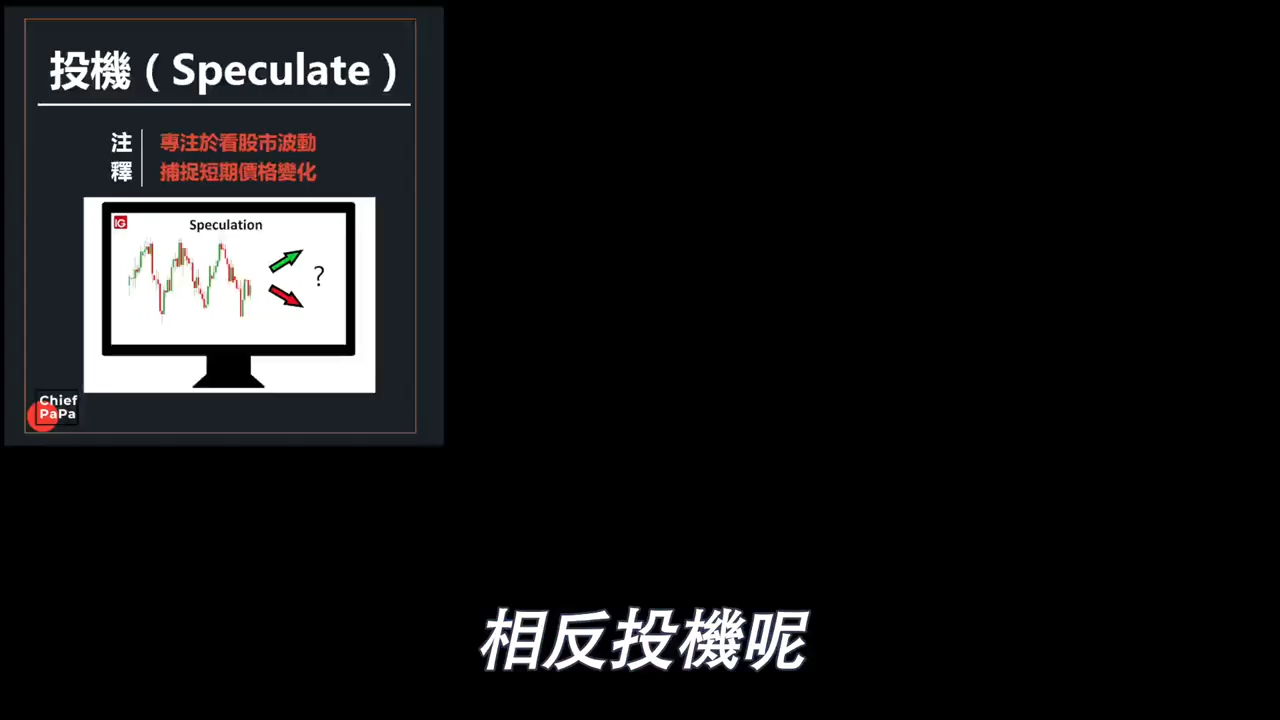 投機（Speculate）
注釋
專注於看股市波動
捕捉短期價格變化
IG
Speculation
?
Chief
PaPa
相反投機呢